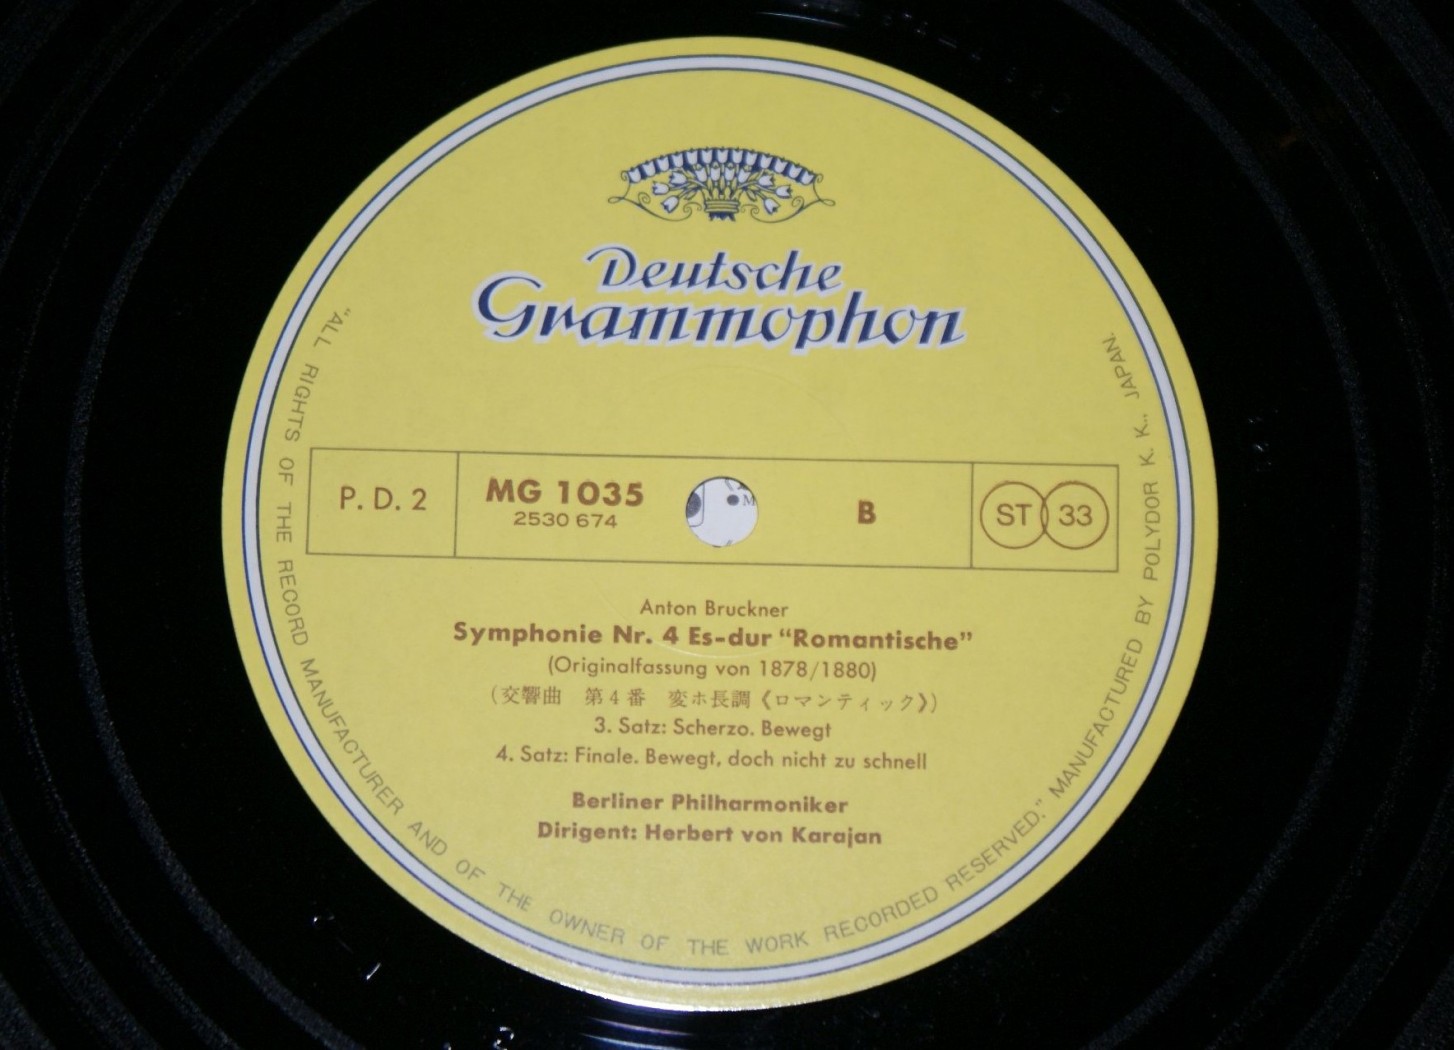 Deutsche
Grammophon
P. D. 2
MG 1035
2530 674
B
ST 33
Anton Bruckner
Symphonie Nr. 4 Es-dur “Romantische”
(Originalfassung von 1878/1880)
(交響曲 第4番 変ホ長調《ロマンティック》)
3. Satz: Scherzo. Bewegt
4. Satz: Finale. Bewegt, doch nicht zu schnell
Berliner Philharmoniker
Dirigent: Herbert von Karajan
“ALL RIGHTS OF THE RECORD MANUFACTURER AND OF THE OWNER OF THE WORK RECORDED RESERVED.” MANUFACTURED BY POLYDOR K. K., JAPAN.